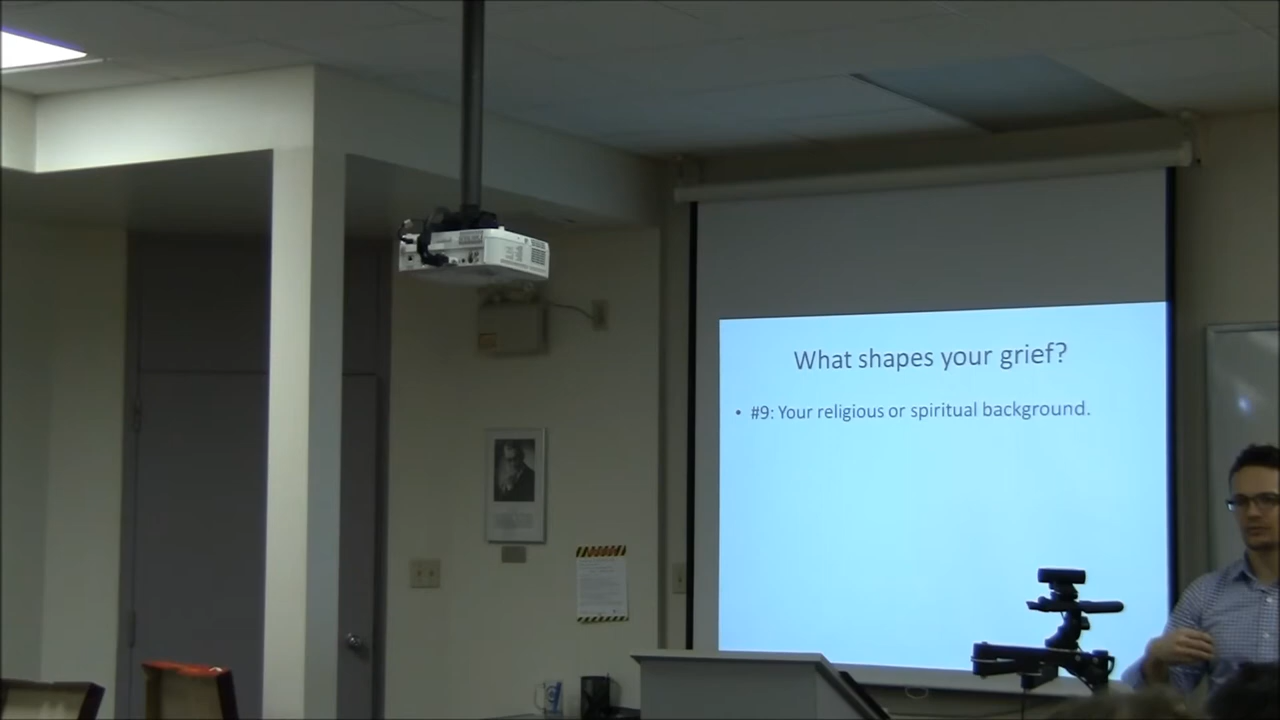 What shapes your grief?
• #9: Your religious or spiritual background.